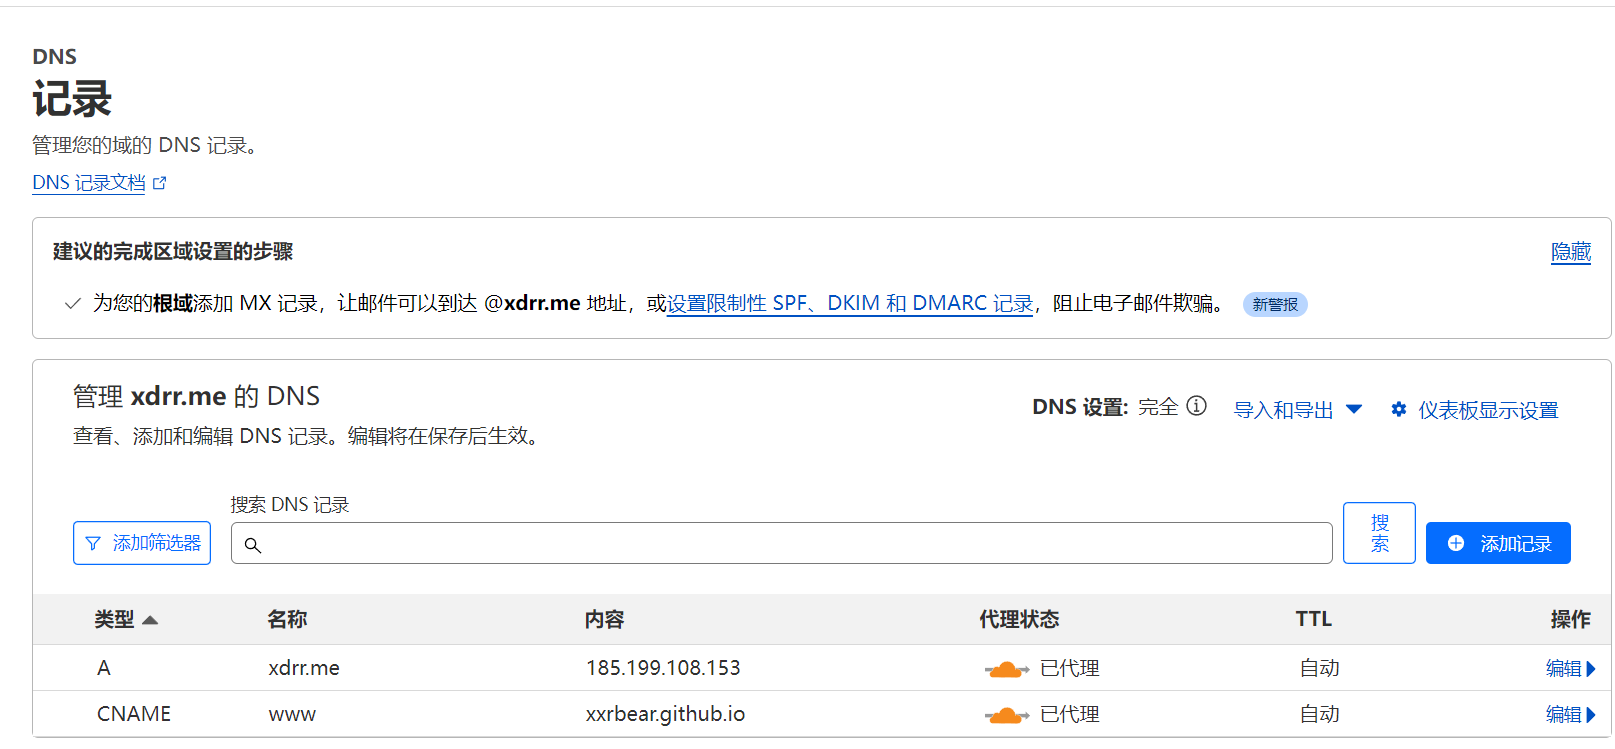 DNS
记录
管理您的域的 DNS 记录。
DNS 记录文档
建议的完成区域设置的步骤
隐藏
为您的根域添加 MX 记录，让邮件可以到达 @xdrr.me 地址，或设置限制性 SPF、DKIM 和 DMARC 记录，阻止电子邮件欺骗。 新警报
管理 xdrr.me 的 DNS
DNS 设置: 完全 导入和导出 仪表板显示设置
查看、添加和编辑 DNS 记录。编辑将在保存后生效。
搜索 DNS 记录
添加筛选器
搜
索
添加记录
类型 名称 内容 代理状态 TTL 操作
A xdrr.me 185.199.108.153 已代理 自动 编辑
CNAME www xxrbear.github.io 已代理 自动 编辑